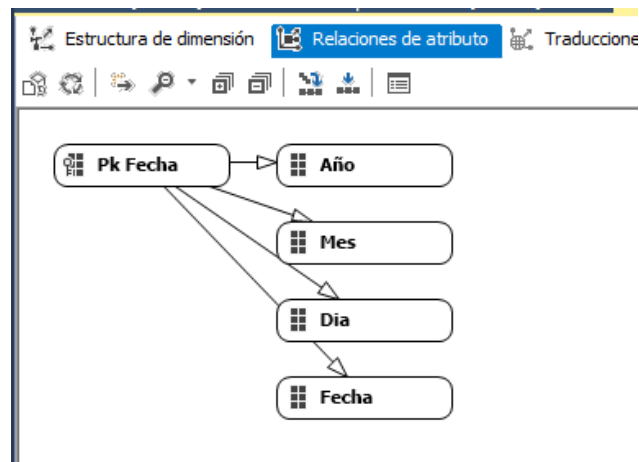 Estructura de dimensión Relaciones de atributo Traduccione
Pk Fecha Año
Mes
Dia
Fecha